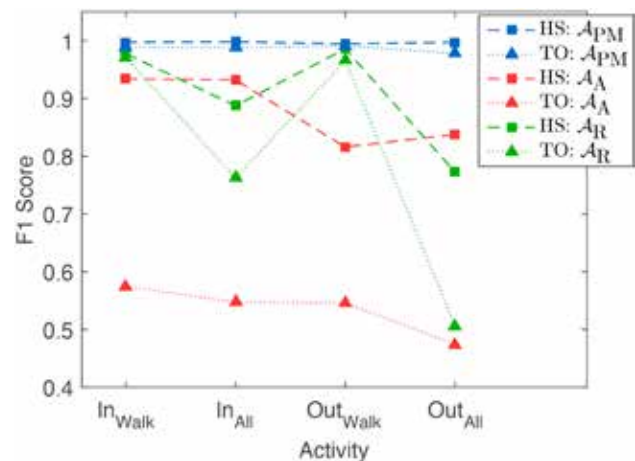 HS: 𝒜PM
TO: 𝒜PM
HS: 𝒜A
TO: 𝒜A
HS: 𝒜R
TO: 𝒜R
F1 Score
1
0.9
0.8
0.7
0.6
0.5
0.4
InWalk InAll OutWalk OutAll
Activity